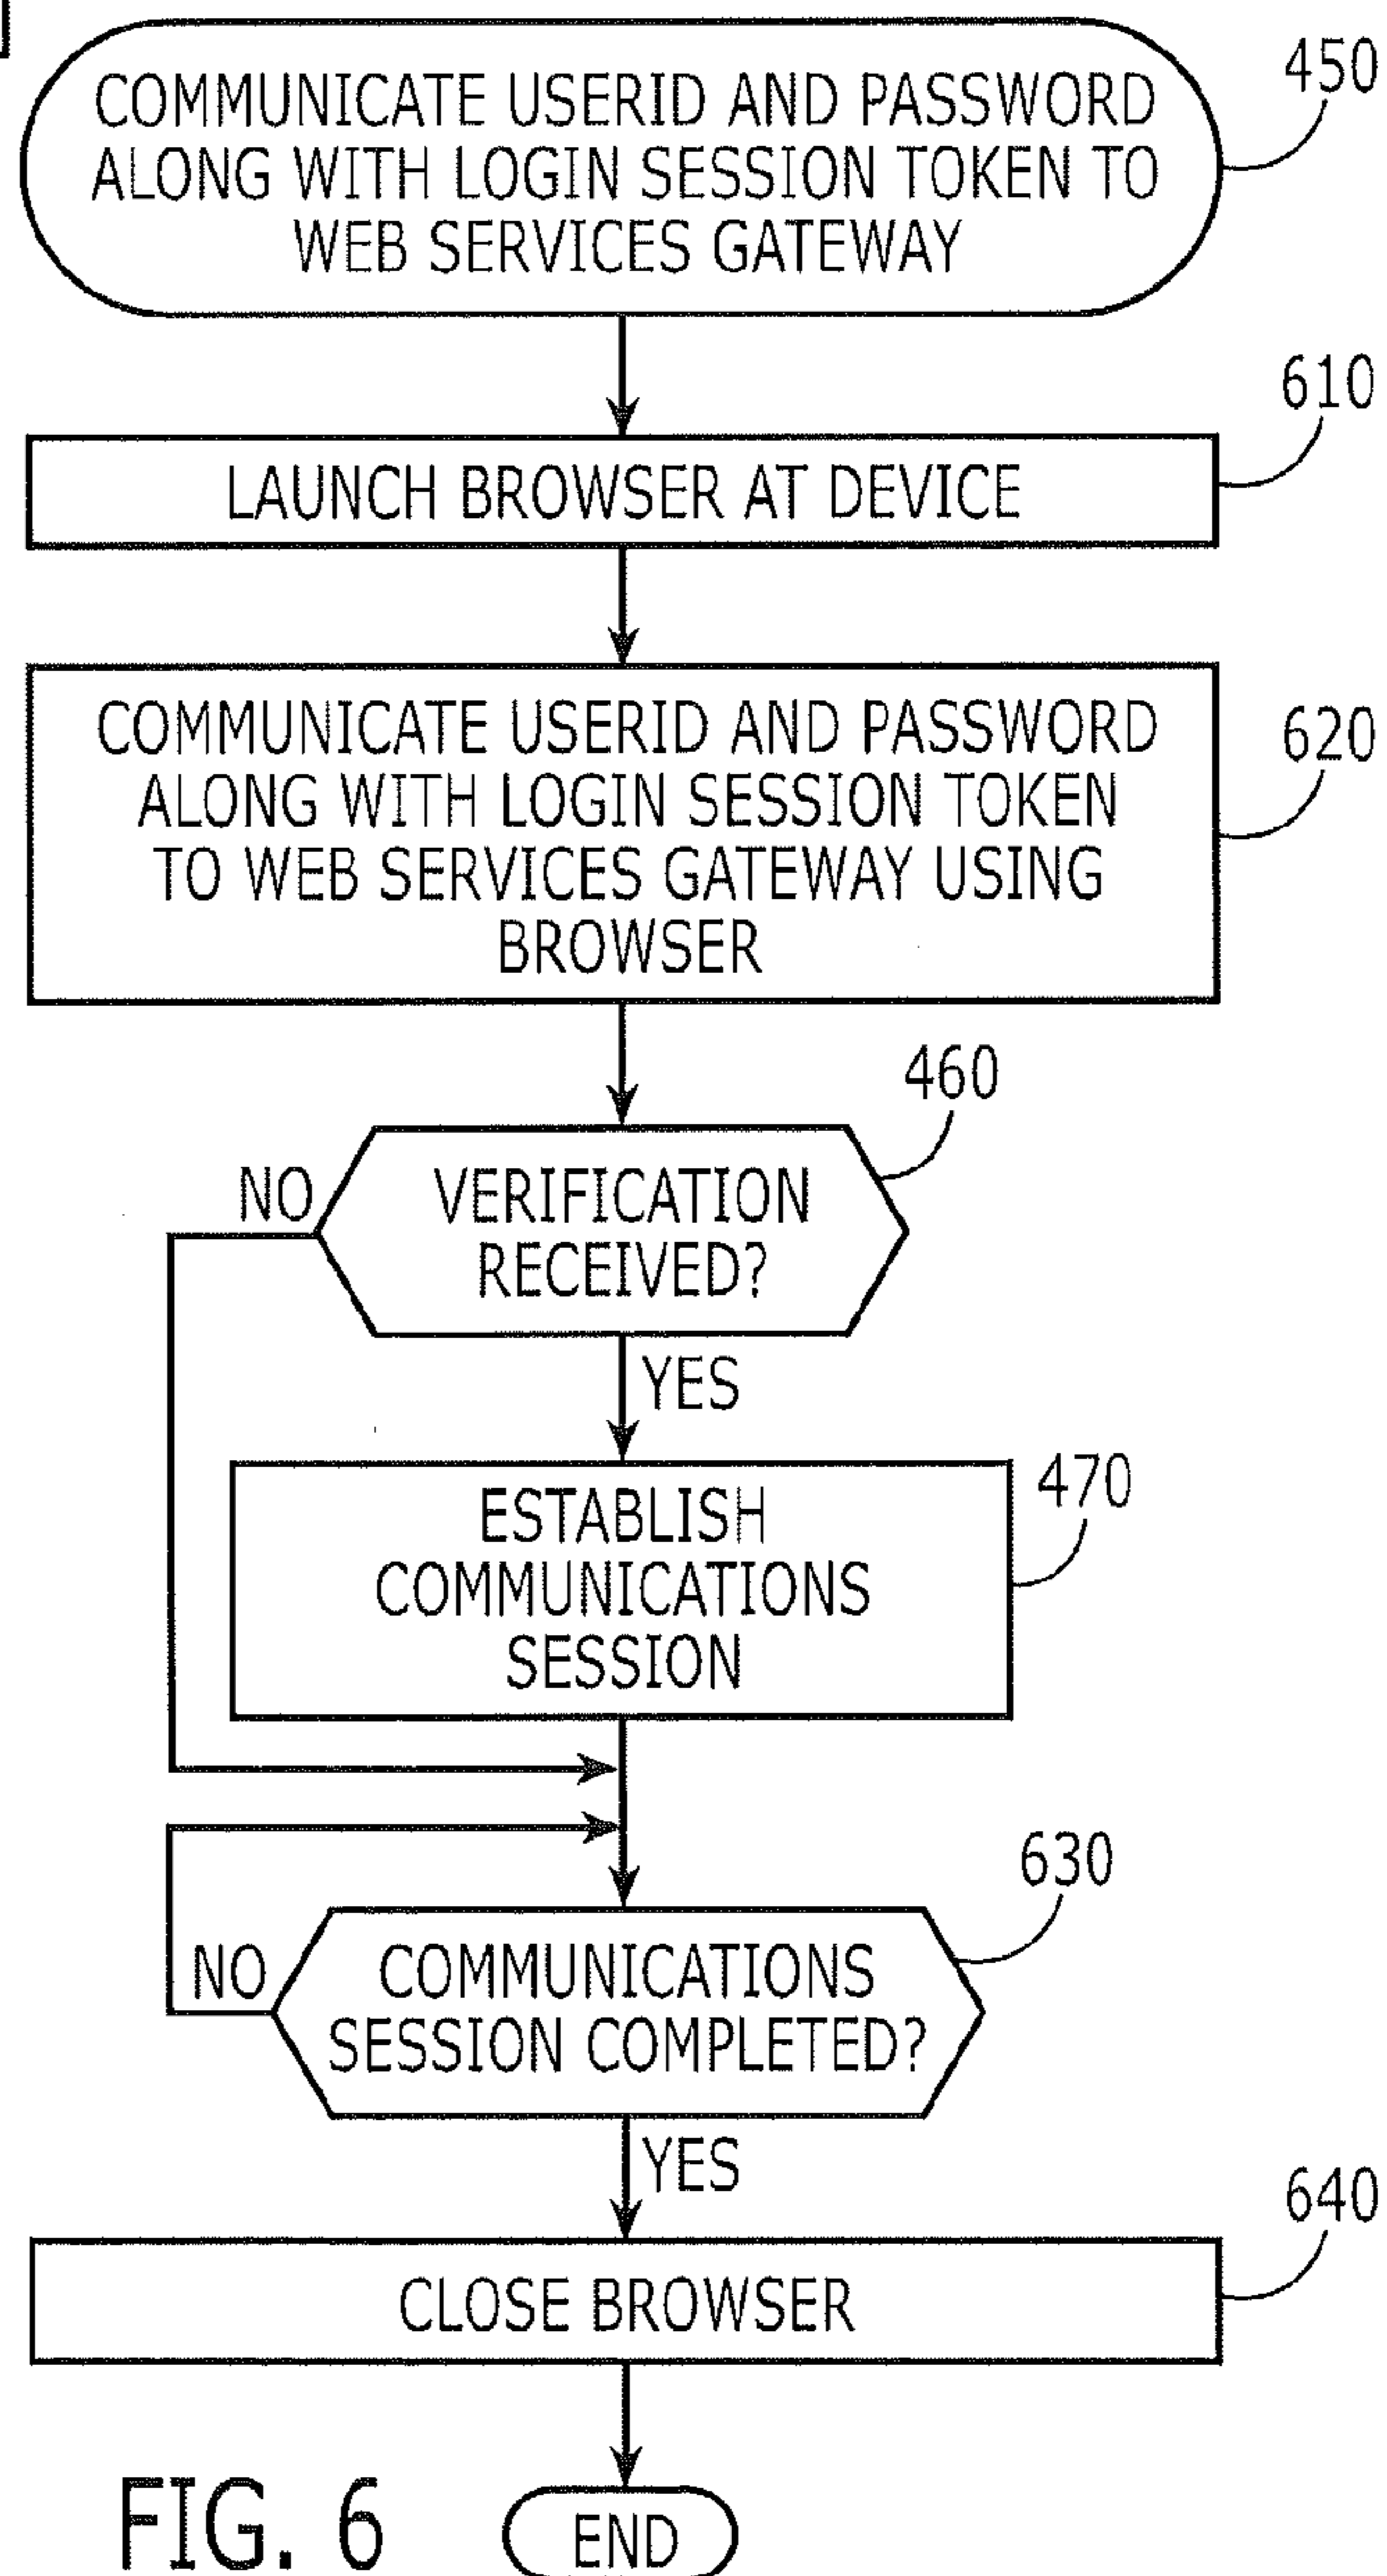 COMMUNICATE USERID AND PASSWORD
ALONG WITH LOGIN SESSION TOKEN TO
WEB SERVICES GATEWAY
450
LAUNCH BROWSER AT DEVICE
610
COMMUNICATE USERID AND PASSWORD
ALONG WITH LOGIN SESSION TOKEN
TO WEB SERVICES GATEWAY USING
BROWSER
620
460
NO
VERIFICATION
RECEIVED?
YES
470
ESTABLISH
COMMUNICATIONS
SESSION
630
NO
COMMUNICATIONS
SESSION COMPLETED?
YES
640
CLOSE BROWSER
FIG. 6
END